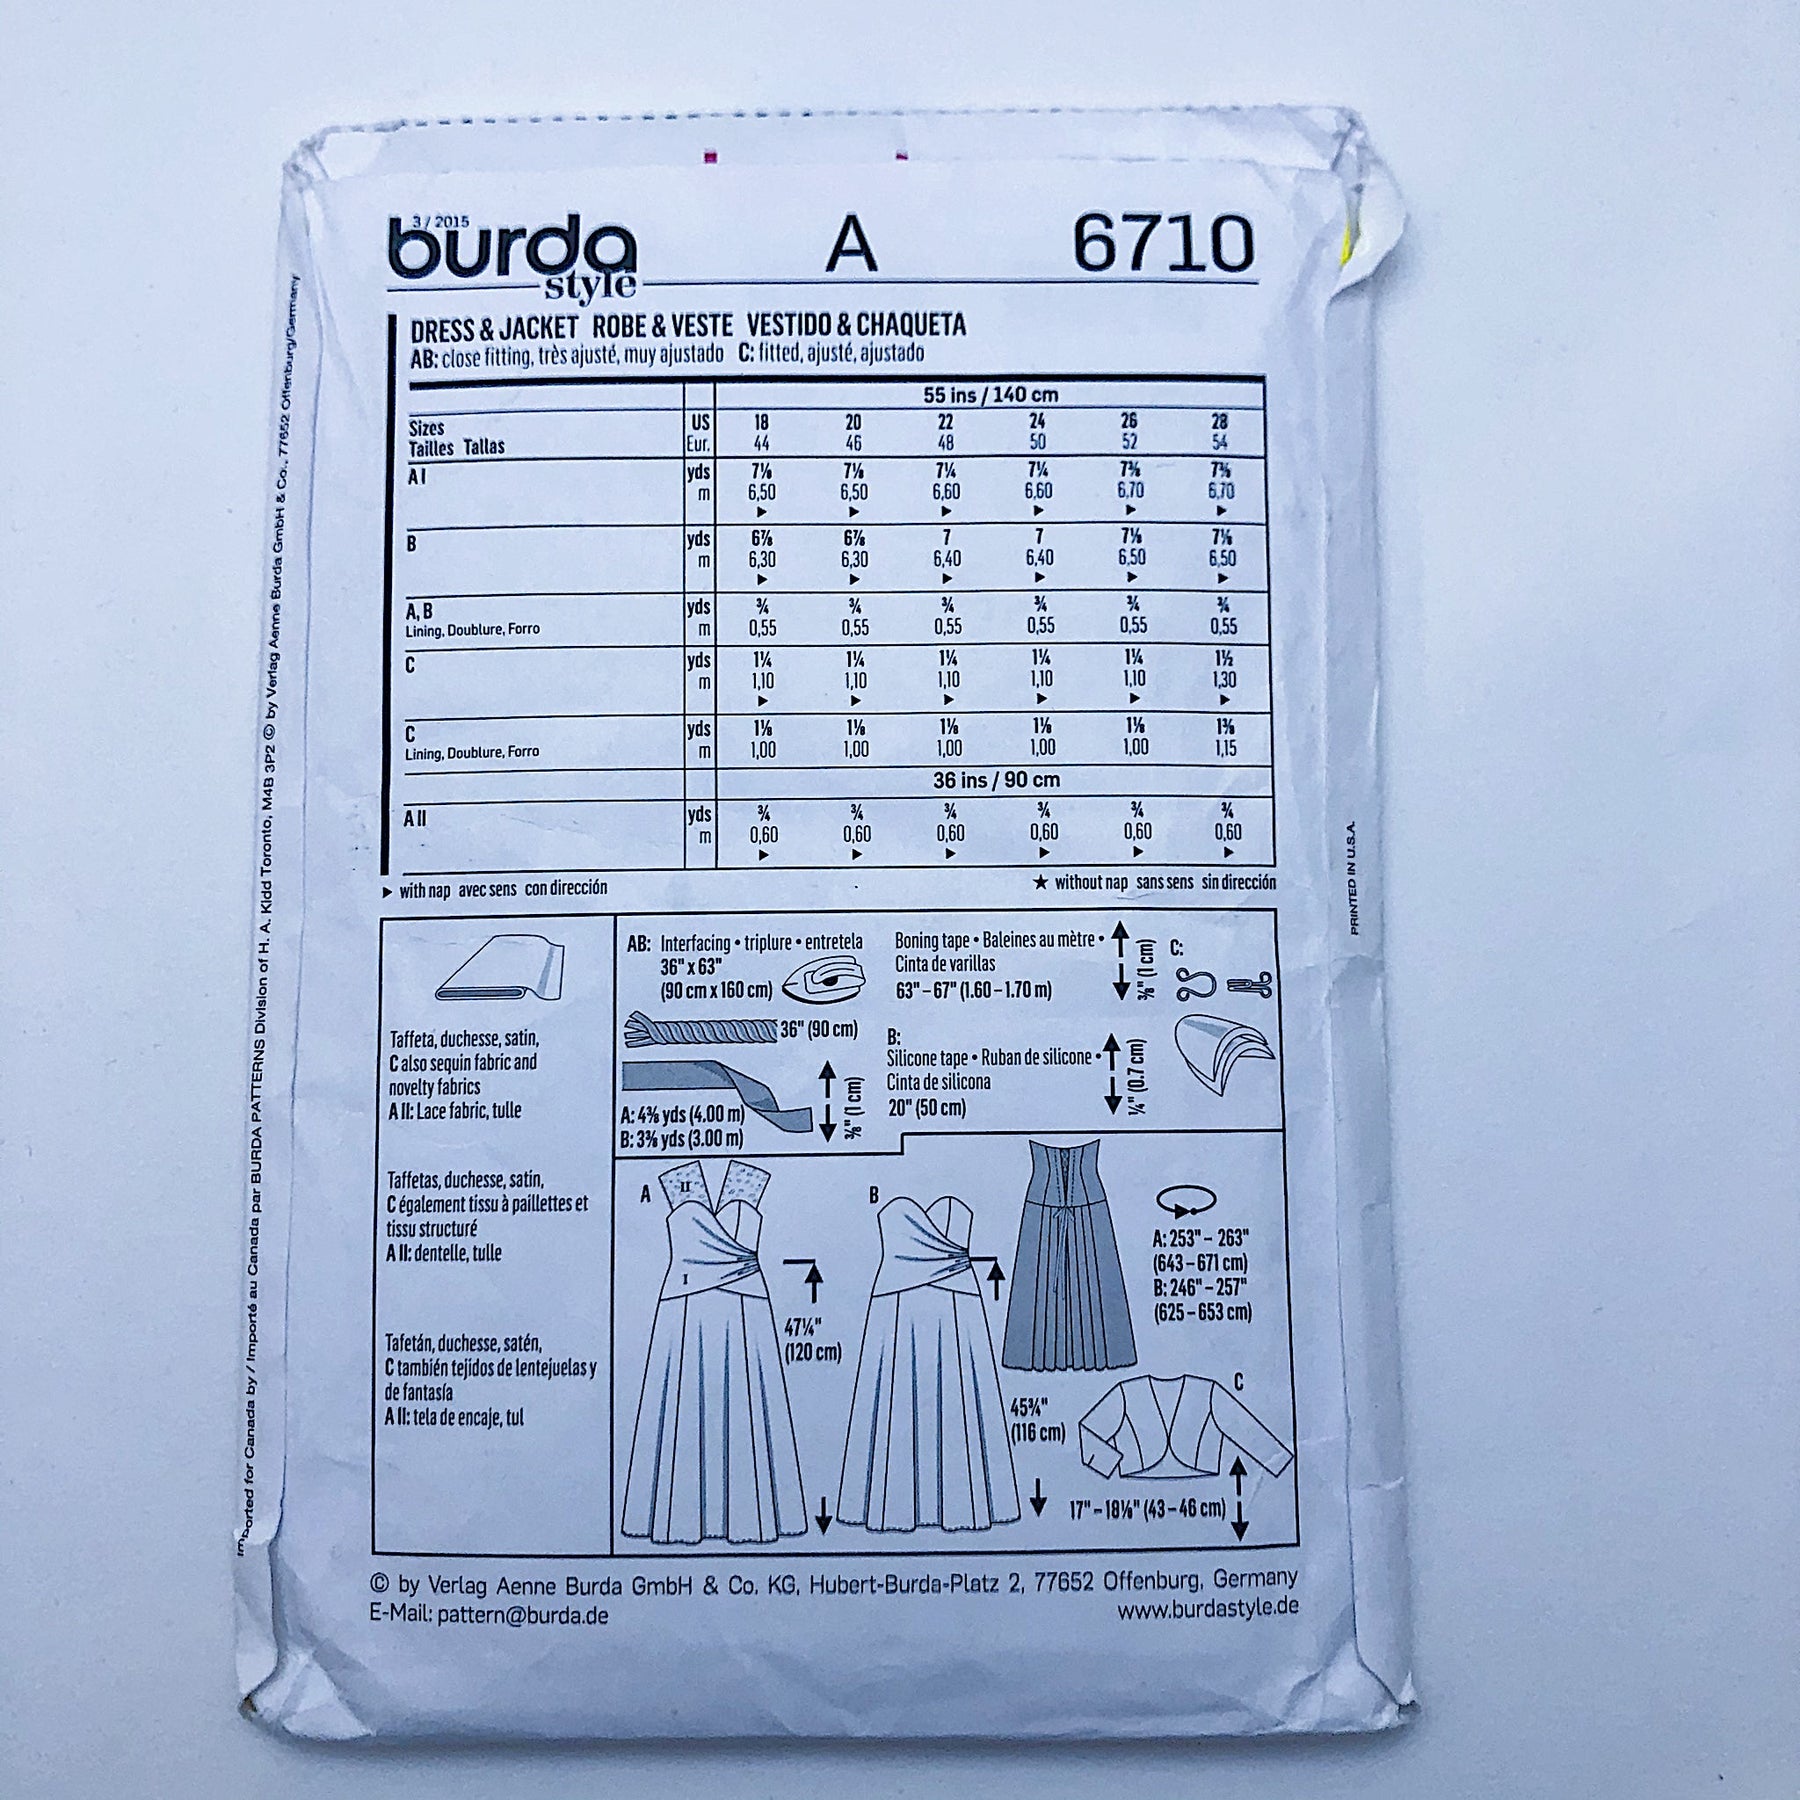 3 / 2015
burda style A 6710
DRESS & JACKET ROBE & VESTE VESTIDO & CHAQUETA
AB: close fitting, très ajusté, muy ajustado C: fitted, ajusté, ajustado
55 ins / 140 cm
Sizes US 18 20 22 24 26 28
Tailles Tallas Eur. 44 46 48 50 52 54
A I yds 7⅛ 7⅛ 7¼ 7¼ 7⅜ 7⅜
m 6,50 6,50 6,60 6,60 6,70 6,70
► ► ► ► ► ►
B yds 6⅞ 6⅞ 7 7 7⅛ 7⅛
m 6,30 6,30 6,40 6,40 6,50 6,50
► ► ► ► ► ►
A, B yds ¾ ¾ ¾ ¾ ¾ ¾
Lining, Doublure, Forro m 0,55 0,55 0,55 0,55 0,55 0,55
C yds 1¼ 1¼ 1¼ 1¼ 1¼ 1½
m 1,10 1,10 1,10 1,10 1,10 1,30
► ► ► ► ► ►
C yds 1⅛ 1⅛ 1⅛ 1⅛ 1⅛ 1⅜
Lining, Doublure, Forro m 1,00 1,00 1,00 1,00 1,00 1,15
36 ins / 90 cm
A II yds ¾ ¾ ¾ ¾ ¾ ¾
m 0,60 0,60 0,60 0,60 0,60 0,60
► ► ► ► ► ►
► with nap avec sens con dirección ★ without nap sans sens sin dirección
Taffeta, duchesse, satin,
C also sequin fabric and
novelty fabrics
A II: Lace fabric, tulle
Taffetas, duchesse, satin,
C également tissu à paillettes et
tissu structuré
A II: dentelle, tulle
Tafetán, duchesse, satén,
C también tejidos de lentejuelas y
de fantasía
A II: tela de encaje, tul
AB: Interfacing • triplure • entretela
36" x 63"
(90 cm x 160 cm)
36" (90 cm)
A: 4⅜ yds (4.00 m)
B: 3⅜ yds (3.00 m)
⅜" (1 cm)
Boning tape • Baleines au mètre •
Cinta de varillas
63" – 67" (1.60 – 1.70 m)
⅜" (1 cm)
B:
Silicone tape • Ruban de silicone •
Cinta de silicona
20" (50 cm)
¼" (0.7 cm)
C:
A
II
I
47¼"
(120 cm)
B
45¾"
(116 cm)
A: 253" – 263"
(643 – 671 cm)
B: 246" – 257"
(625 – 653 cm)
C
17" – 18⅛" (43 – 46 cm)
© by Verlag Aenne Burda GmbH & Co. KG, Hubert-Burda-Platz 2, 77652 Offenburg, Germany
E-Mail: pattern@burda.de www.burdastyle.de
Imported for Canada by / Importé au Canada par BURDA PATTERNS Division of H. A. Kidd Toronto, M4B 3P2 © by Verlag Aenne Burda GmbH & Co., 77652 Offenburg/Germany
PRINTED IN U.S.A.